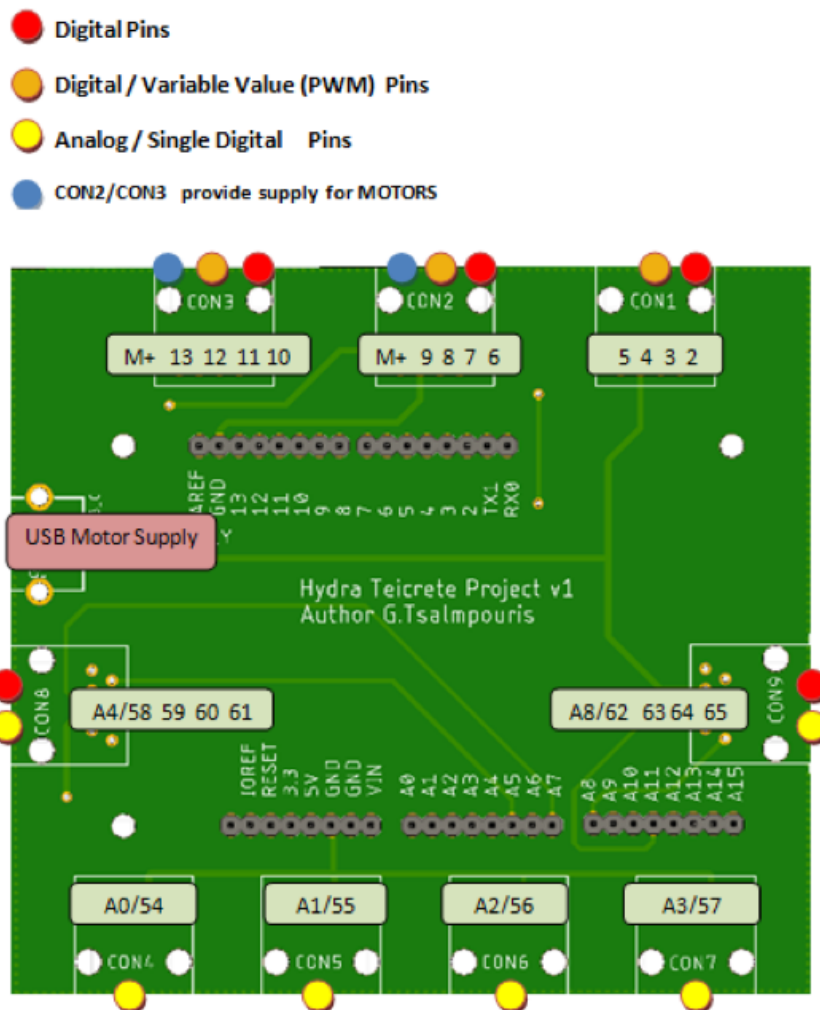 Digital Pins
Digital / Variable Value (PWM) Pins
Analog / Single Digital Pins
CON2/CON3 provide supply for MOTORS
CON3
CON2
CON1
M+ 13 12 11 10
M+ 9 8 7 6
5 4 3 2
AREF
GND
13
12
11
10
9
8
7
6
5
4
3
2
TX1
RX0
USB Motor Supply
Hydra Teicrete Project v1
Author G.Tsalmpouris
CON8
A4/58 59 60 61
A8/62 63 64 65
CON9
IOREF
RESET
3.3
5V
GND
GND
VIN
A0
A1
A2
A3
A4
A5
A6
A7
A8
A9
A10
A11
A12
A13
A14
A15
A0/54
A1/55
A2/56
A3/57
CON4
CON5
CON6
CON7